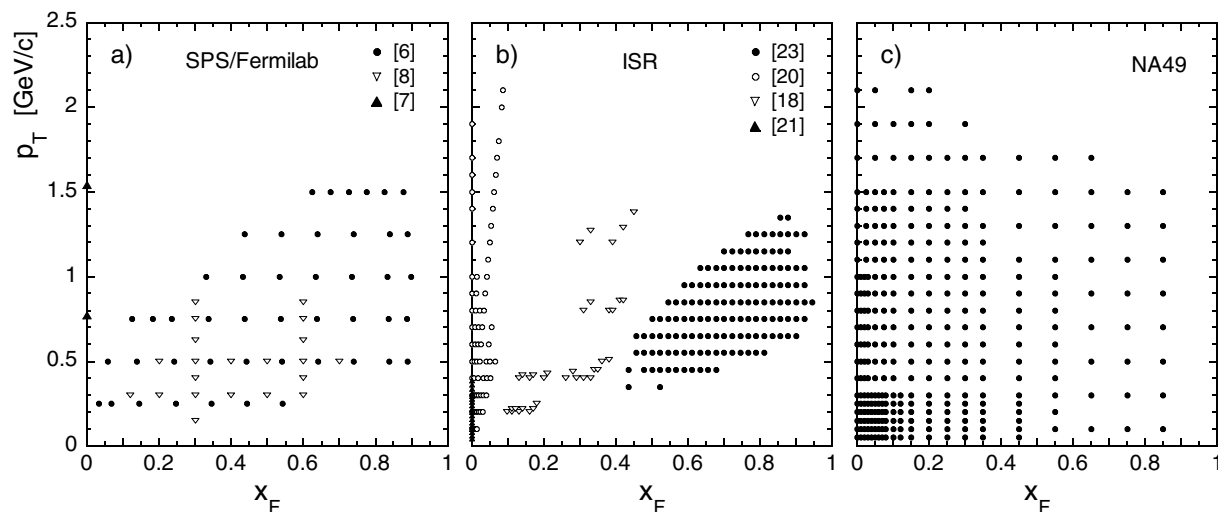 a) SPS/Fermilab
[6]
[8]
[7]
b) ISR
[23]
[20]
[18]
[21]
c) NA49
p_T [GeV/c]
2.5
2
1.5
1
0.5
0
0 0.2 0.4 0.6 0.8 1
0 0.2 0.4 0.6 0.8 1
0 0.2 0.4 0.6 0.8 1
x_F
x_F
x_F